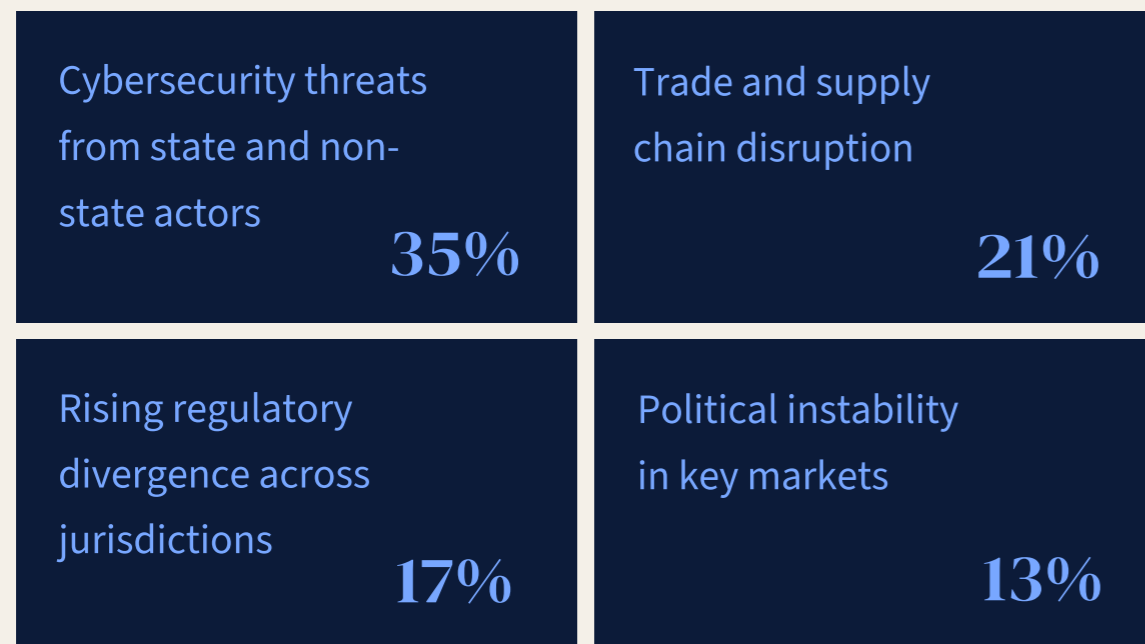 Cybersecurity threats
from state and non-
state actors
35%
Trade and supply
chain disruption
21%
Rising regulatory
divergence across
jurisdictions
17%
Political instability
in key markets
13%